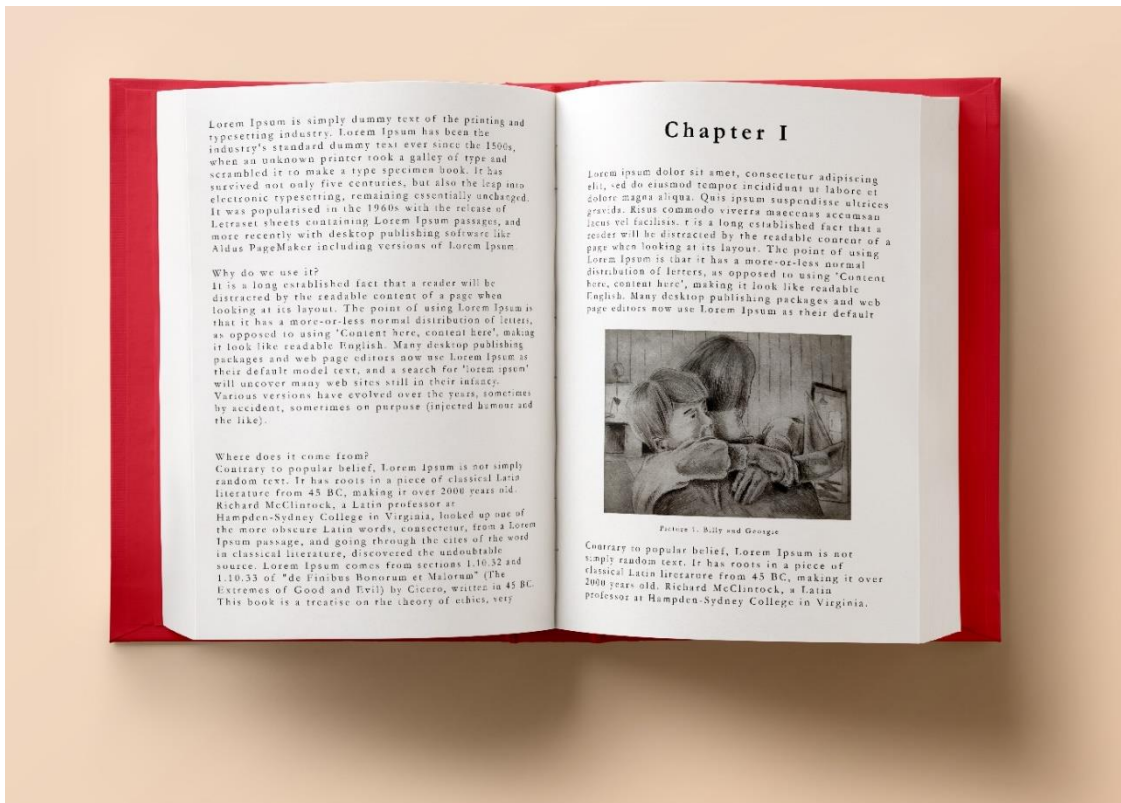 Lorem Ipsum is simply dummy text of the printing and
typesetting industry. Lorem Ipsum has been the
industry's standard dummy text ever since the 1500s,
when an unknown printer took a galley of type and
scrambled it to make a type specimen book. It has
survived not only five centuries, but also the leap into
electronic typesetting, remaining essentially unchanged.
It was popularised in the 1960s with the release of
Letraset sheets containing Lorem Ipsum passages, and
more recently with desktop publishing software like
Aldus PageMaker including versions of Lorem Ipsum.
Why do we use it?
It is a long established fact that a reader will be
distracted by the readable content of a page when
looking at its layout. The point of using Lorem Ipsum is
that it has a more-or-less normal distribution of letters,
as opposed to using 'Content here, content here', making
it look like readable English. Many desktop publishing
packages and web page editors now use Lorem Ipsum as
their default model text, and a search for 'lorem ipsum'
will uncover many web sites still in their infancy.
Various versions have evolved over the years, sometimes
by accident, sometimes on purpose (injected humour and
the like).
Where does it come from?
Contrary to popular belief, Lorem Ipsum is not simply
random text. It has roots in a piece of classical Latin
literature from 45 BC, making it over 2000 years old.
Richard McClintock, a Latin professor at
Hampden-Sydney College in Virginia, looked up one of
the more obscure Latin words, consectetur, from a Lorem
Ipsum passage, and going through the cites of the word
in classical literature, discovered the undoubtable
source. Lorem Ipsum comes from sections 1.10.32 and
1.10.33 of "de Finibus Bonorum et Malorum" (The
Extremes of Good and Evil) by Cicero, written in 45 BC.
This book is a treatise on the theory of ethics, very
Chapter I
Lorem ipsum dolor sit amet, consectetur adipiscing
elit, sed do eiusmod tempor incididunt ut labore et
dolore magna aliqua. Quis ipsum suspendisse ultrices
gravida. Risus commodo viverra maecenas accumsan
lacus vel facilisis. t is a long established fact that a
reader will be distracted by the readable content of a
page when looking at its layout. The point of using
Lorem Ipsum is that it has a more-or-less normal
distribution of letters, as opposed to using 'Content
here, content here', making it look like readable
English. Many desktop publishing packages and web
page editors now use Lorem Ipsum as their default
Picture 1. Billy and Georgie
Contrary to popular belief, Lorem Ipsum is not
simply random text. It has roots in a piece of
classical Latin literature from 45 BC, making it over
2000 years old. Richard McClintock, a Latin
professor at Hampden-Sydney College in Virginia.